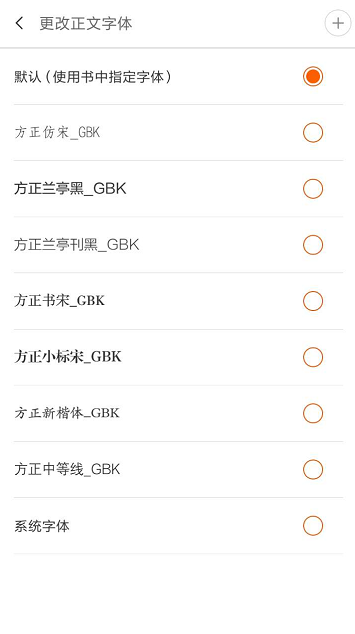 更改正文字体
默认（使用书中指定字体）
方正仿宋_GBK
方正兰亭黑_GBK
方正兰亭刊黑_GBK
方正书宋_GBK
方正小标宋_GBK
方正新楷体_GBK
方正中等线_GBK
系统字体